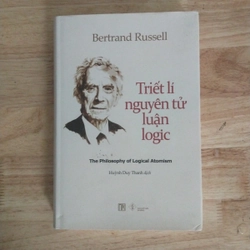 Bertrand Russell
Triết lí
nguyên tử
luận
logic
The Philosophy of Logical Atomism
Huỳnh Duy Thanh dịch